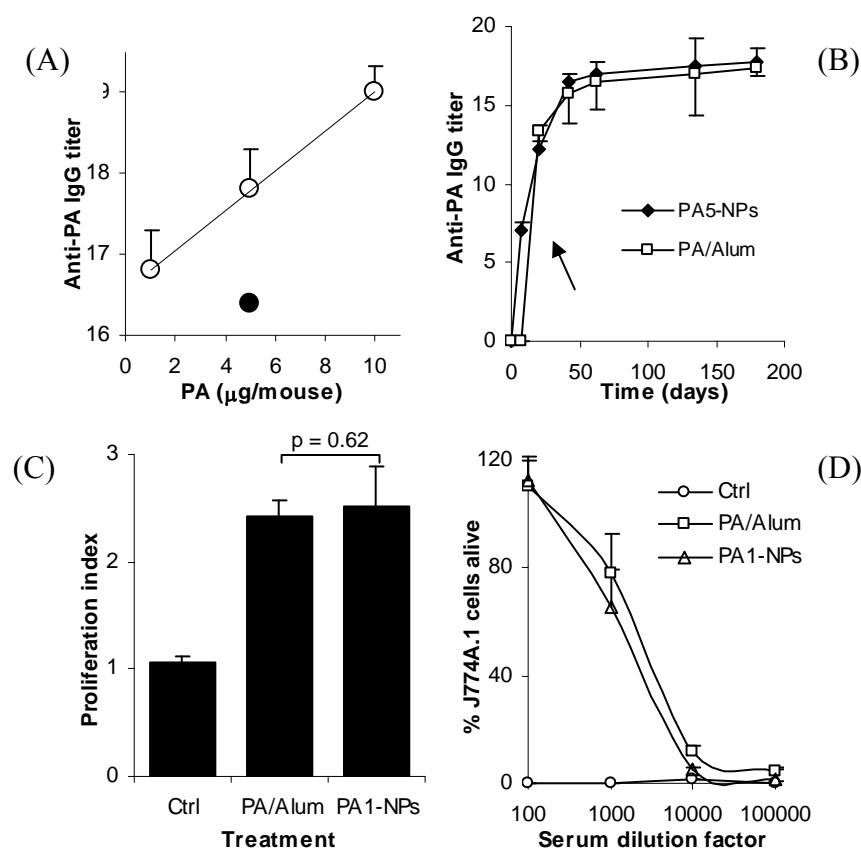 (A)
Anti-PA IgG titer
9
18
17
16
0 2 4 6 8 10
PA (µg/mouse)
(B)
Anti-PA IgG titer
20
15
10
5
0
PA5-NPs
PA/Alum
0 50 100 150 200
Time (days)
(C)
Proliferation index
3
2
1
0
p = 0.62
Ctrl PA/Alum PA1-NPs
Treatment
(D)
% J774A.1 cells alive
120
80
40
0
Ctrl
PA/Alum
PA1-NPs
100 1000 10000 100000
Serum dilution factor